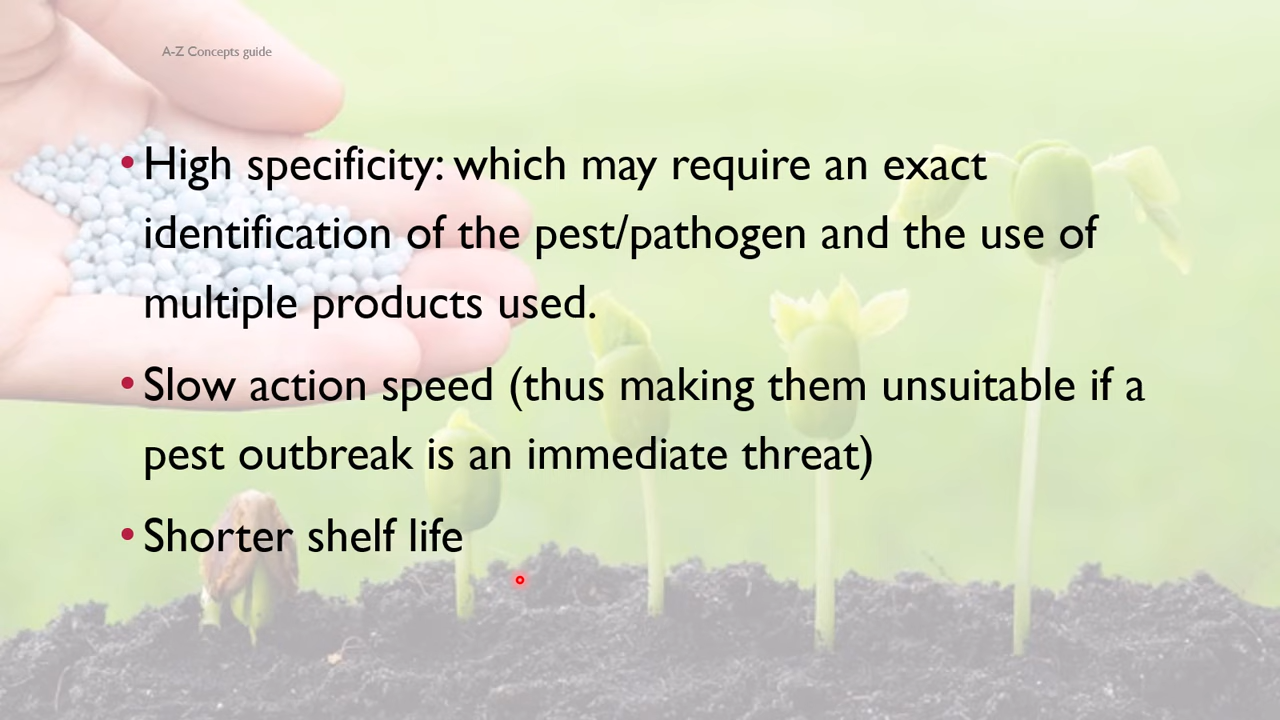 A-Z Concepts guide
• High specificity: which may require an exact
identification of the pest/pathogen and the use of
multiple products used.
• Slow action speed (thus making them unsuitable if a
pest outbreak is an immediate threat)
• Shorter shelf life